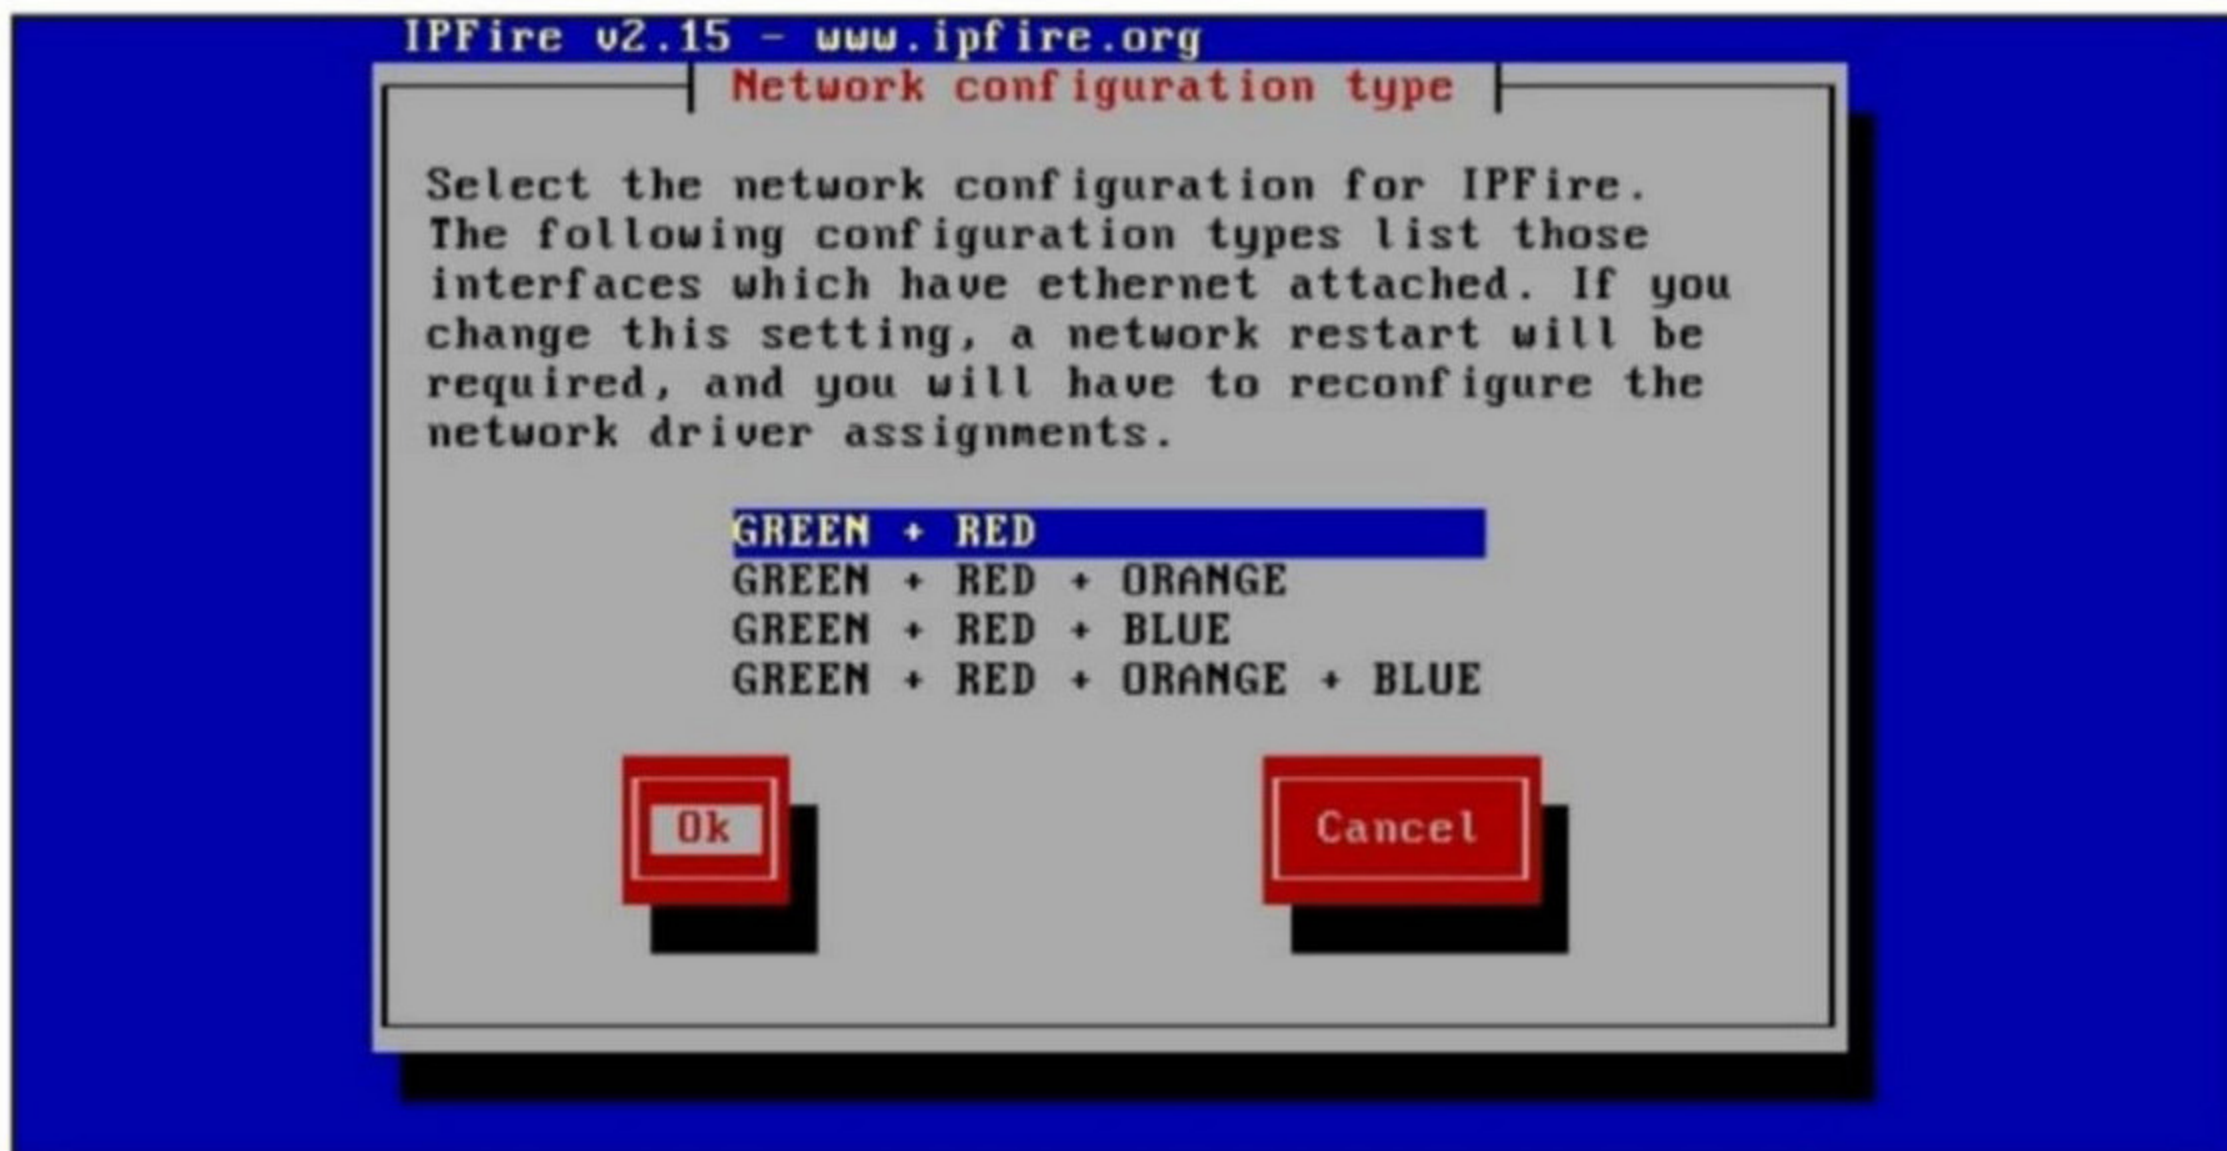 IPFire v2.15 - www.ipfire.org
Network configuration type
Select the network configuration for IPFire.
The following configuration types list those
interfaces which have ethernet attached. If you
change this setting, a network restart will be
required, and you will have to reconfigure the
network driver assignments.
GREEN + RED
GREEN + RED + ORANGE
GREEN + RED + BLUE
GREEN + RED + ORANGE + BLUE
Ok Cancel